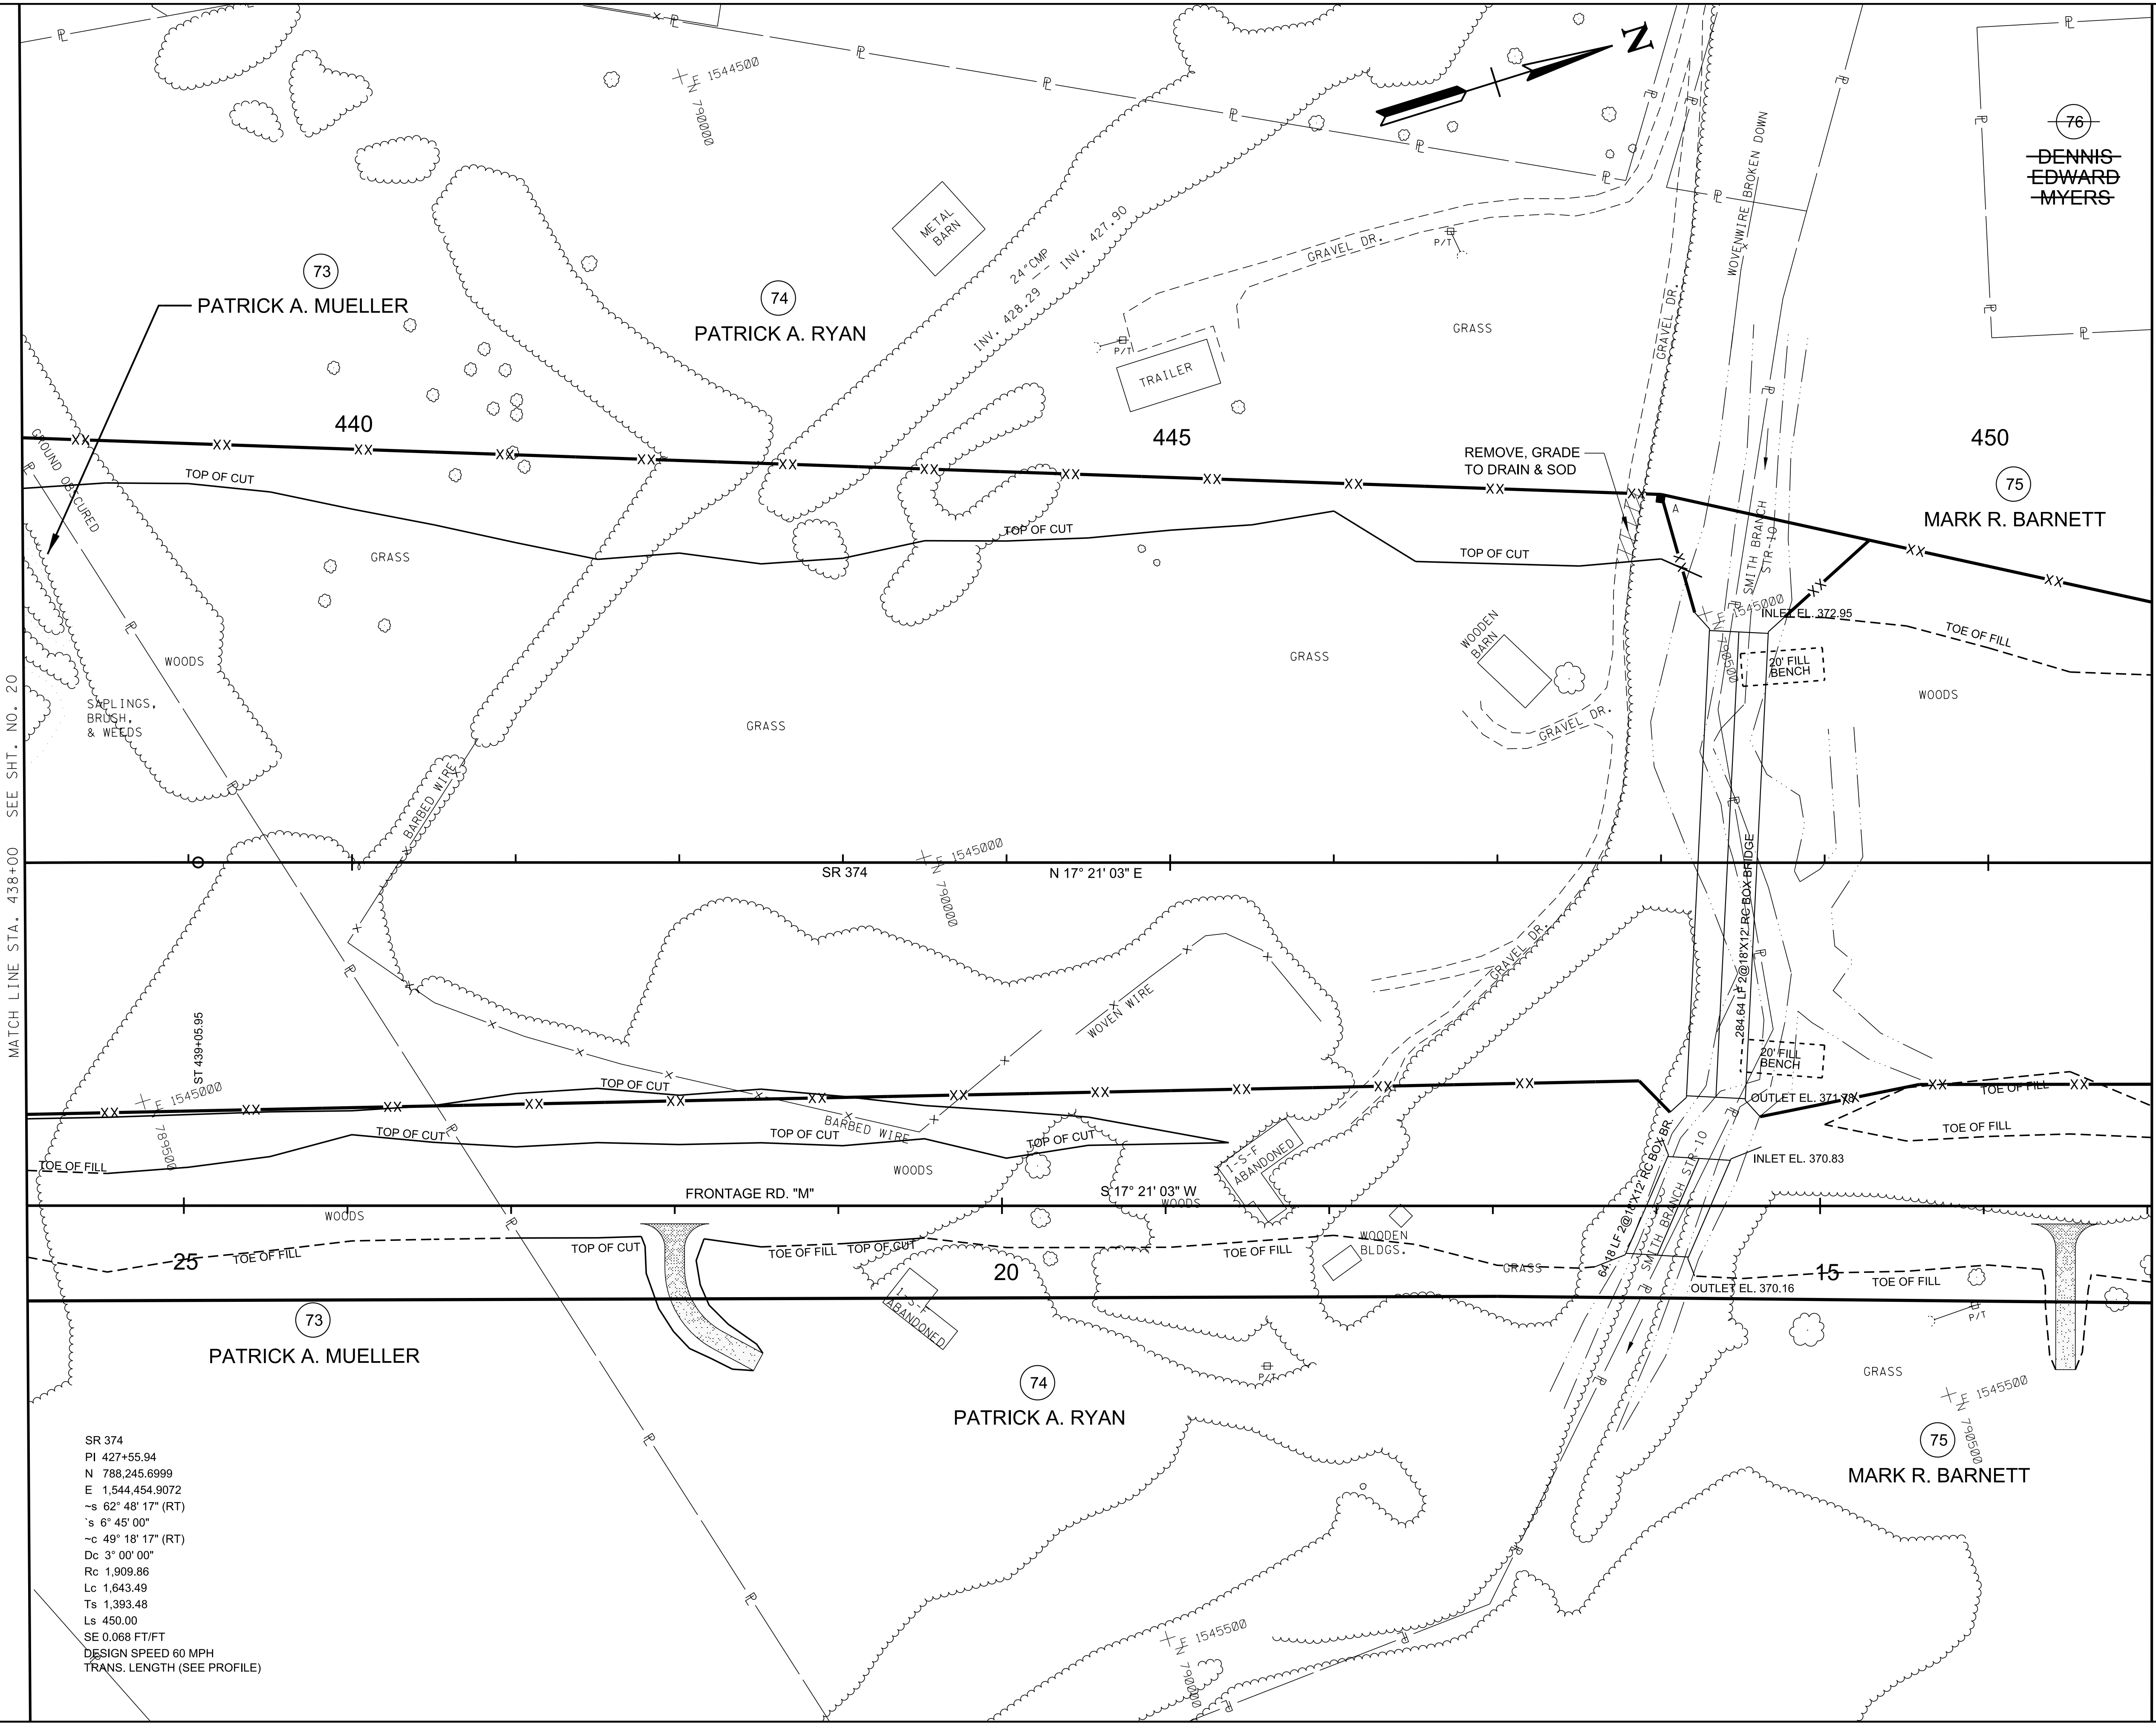 E 1544500
N 790000
N
WOVENWIRE BROKEN DOWN
76
DENNIS
EDWARD
MYERS
METAL
BARN
24"CMP
INV. 428.29 -- INV. 427.90
GRAVEL DR.
P/T
73
PATRICK A. MUELLER
74
PATRICK A. RYAN
P/T
TRAILER
GRASS
GRAVEL DR.
440
445
450
GROUND OBSCURED
TOP OF CUT
REMOVE, GRADE
TO DRAIN & SOD
A
75
MARK R. BARNETT
GRASS
TOP OF CUT
TOP OF CUT
SMITH BRANCH
STR-10
E 1545000
N 790500
INLET EL. 372.95
TOE OF FILL
WOODS
GRASS
WOODEN
BARN
20' FILL
BENCH
WOODS
SAPLINGS,
BRUSH,
& WEEDS
GRASS
GRAVEL DR.
BARBED WIRE
MATCH LINE STA. 438+00 SEE SHT. NO. 20
E 1545000
N 790000
SR 374
N 17° 21' 03" E
284.64 LF 2@18'X12' RC BOX BRIDGE
GRAVEL DR.
WOVEN WIRE
ST 439+05.95
20' FILL
BENCH
E 1545000
N 789500
TOP OF CUT
OUTLET EL. 371.78
TOE OF FILL
BARBED WIRE
TOP OF CUT
TOP OF CUT
TOP OF CUT
TOE OF FILL
1-S-F
ABANDONED
INLET EL. 370.83
TOE OF FILL
WOODS
FRONTAGE RD. "M"
S 17° 21' 03" W
WOODS
64.18 LF 2@18'X12' RC BOX BR.
SMITH BRANCH STR-10
WOODS
25
TOE OF FILL
TOP OF CUT
TOE OF FILL
TOP OF CUT
20
TOE OF FILL
WOODEN
BLDGS.
GRASS
15
TOE OF FILL
OUTLET EL. 370.16
1-S-F
ABANDONED
73
PATRICK A. MUELLER
P/T
P/T
GRASS
74
PATRICK A. RYAN
E 1545500
N 790500
75
MARK R. BARNETT
SR 374
PI 427+55.94
N 788,245.6999
E 1,544,454.9072
~s 62° 48' 17" (RT)
`s 6° 45' 00"
~c 49° 18' 17" (RT)
Dc 3° 00' 00"
Rc 1,909.86
Lc 1,643.49
Ts 1,393.48
Ls 450.00
SE 0.068 FT/FT
DESIGN SPEED 60 MPH
TRANS. LENGTH (SEE PROFILE)
E 1545500
N 790000